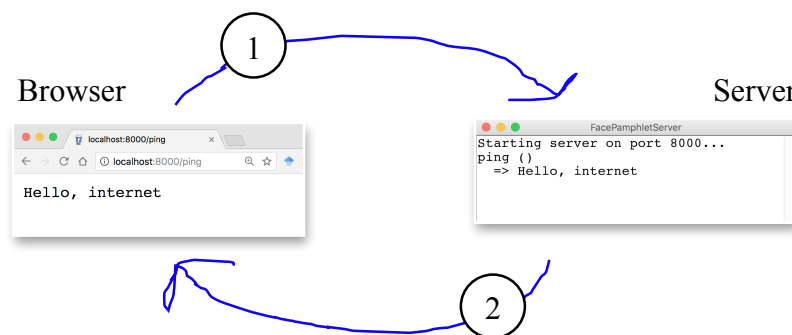 1
Browser
Server
localhost:8000/ping
localhost:8000/ping
Hello, internet
FacePamphletServer
Starting server on port 8000...
ping ()
=> Hello, internet
2